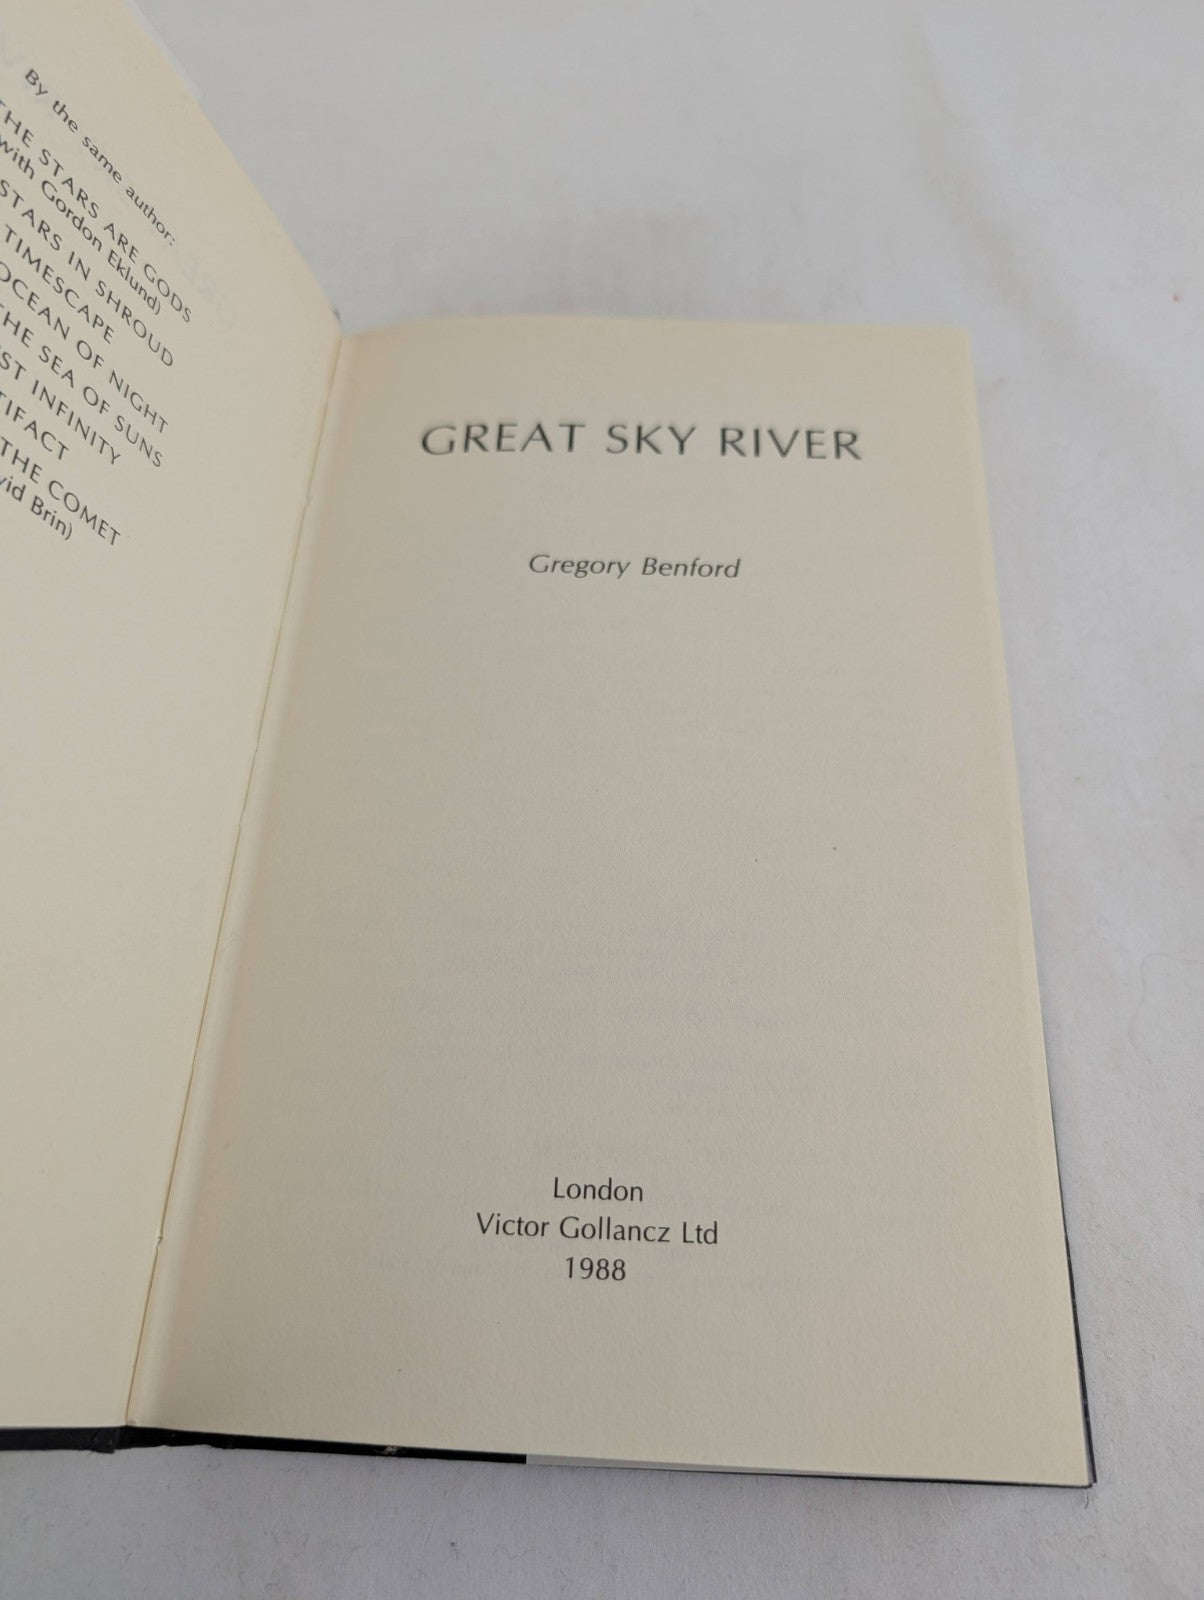 By the same author:
THE STARS ARE GODS
with Gordon Eklund)
STARS IN SHROUD
TIMESCAPE
OCEAN OF NIGHT
THE SEA OF SUNS
ST INFINITY
TIFACT
THE COMET
vid Brin)
GREAT SKY RIVER
Gregory Benford
London
Victor Gollancz Ltd
1988